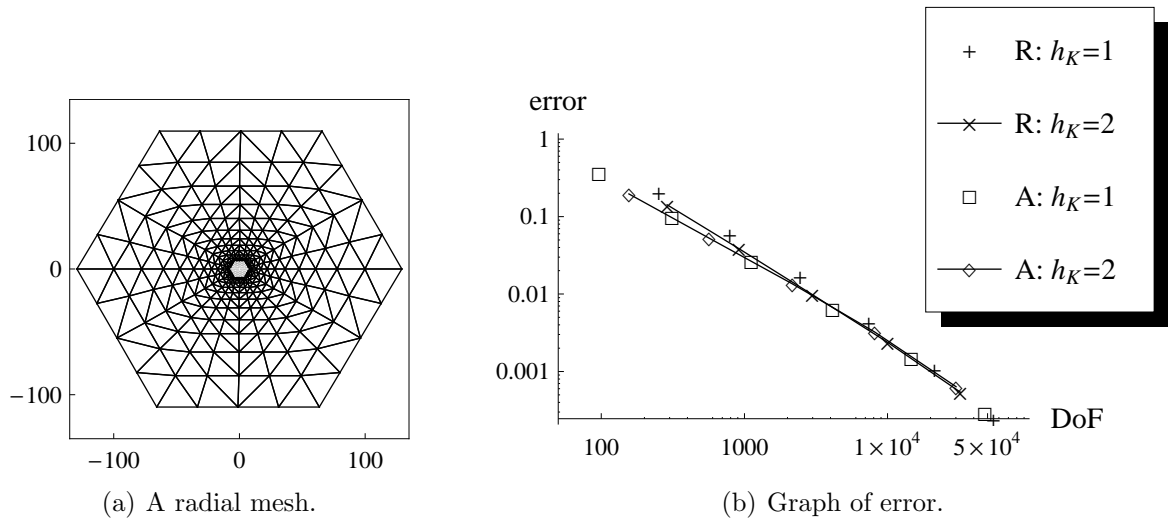 100
0
−100
−100
0
100
(a) A radial mesh.
error
1
0.1
0.01
0.001
100
1000
1×10⁴
5×10⁴
DoF
R: h_K=1
R: h_K=2
A: h_K=1
A: h_K=2
(b) Graph of error.